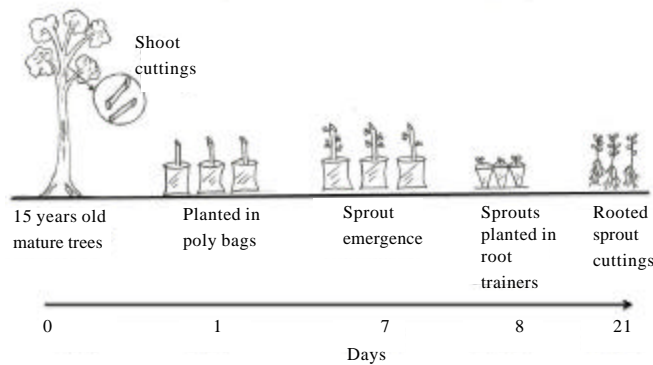 Shoot
cuttings
15 years old
mature trees
Planted in
poly bags
Sprout
emergence
Sprouts
planted in
root
trainers
Rooted
sprout
cuttings
0 1 7 8 21
Days